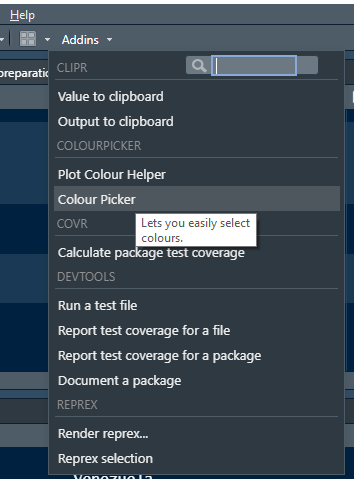 Help
Addins
preparatio
CLIPR
Value to clipboard
Output to clipboard
COLOURPICKER
Plot Colour Helper
Colour Picker
Lets you easily select
colours.
COVR
Calculate package test coverage
DEVTOOLS
Run a test file
Report test coverage for a file
Report test coverage for a package
Document a package
REPREX
Render reprex...
Reprex selection
Venezuela